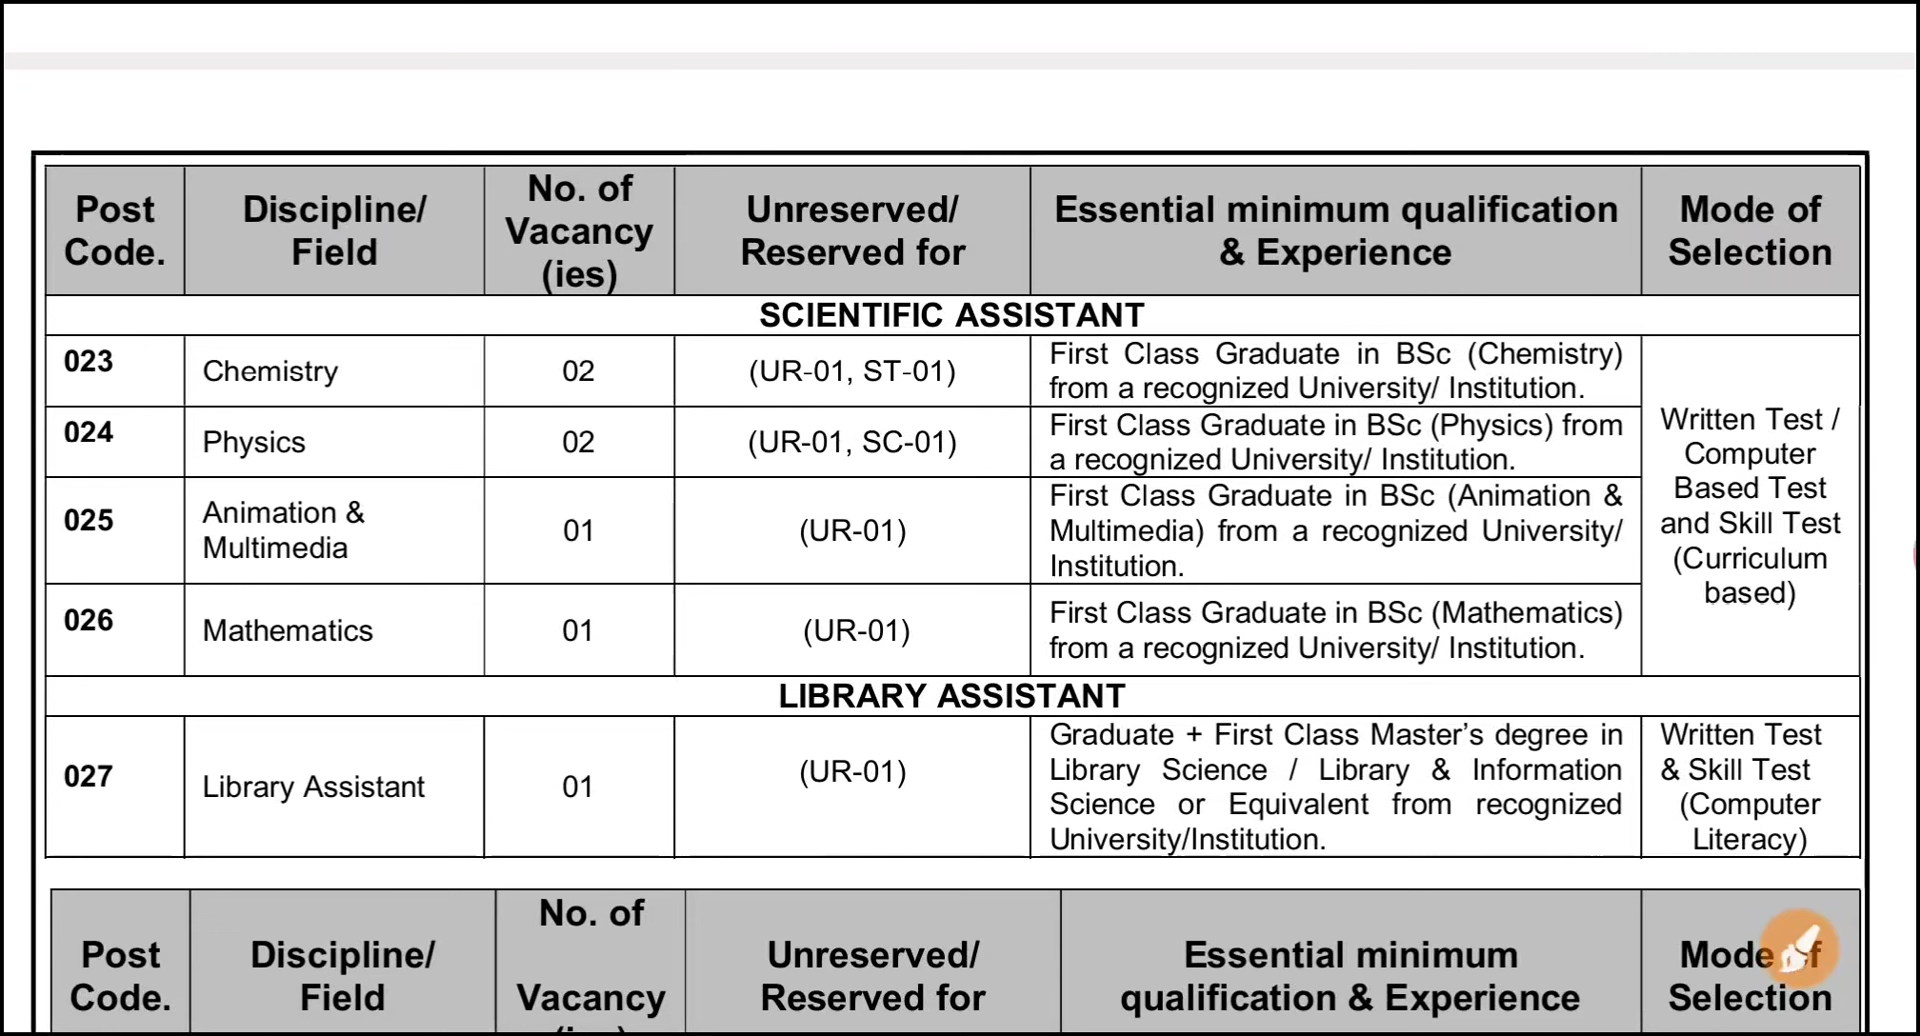 Post Code.
Discipline/ Field
No. of Vacancy (ies)
Unreserved/ Reserved for
Essential minimum qualification & Experience
Mode of Selection
SCIENTIFIC ASSISTANT
023
Chemistry
02
(UR-01, ST-01)
First Class Graduate in BSc (Chemistry)
from a recognized University/ Institution.
Written Test /
Computer
Based Test
and Skill Test
(Curriculum
based)
024
Physics
02
(UR-01, SC-01)
First Class Graduate in BSc (Physics) from
a recognized University/ Institution.
025
Animation &
Multimedia
01
(UR-01)
First Class Graduate in BSc (Animation &
Multimedia) from a recognized University/
Institution.
026
Mathematics
01
(UR-01)
First Class Graduate in BSc (Mathematics)
from a recognized University/ Institution.
LIBRARY ASSISTANT
027
Library Assistant
01
(UR-01)
Graduate + First Class Master’s degree in
Library Science / Library & Information
Science or Equivalent from recognized
University/Institution.
Written Test
& Skill Test
(Computer
Literacy)
Post
Code.
Discipline/
Field
No. of
Vacancy
Unreserved/
Reserved for
Essential minimum
qualification & Experience
Mode of
Selection